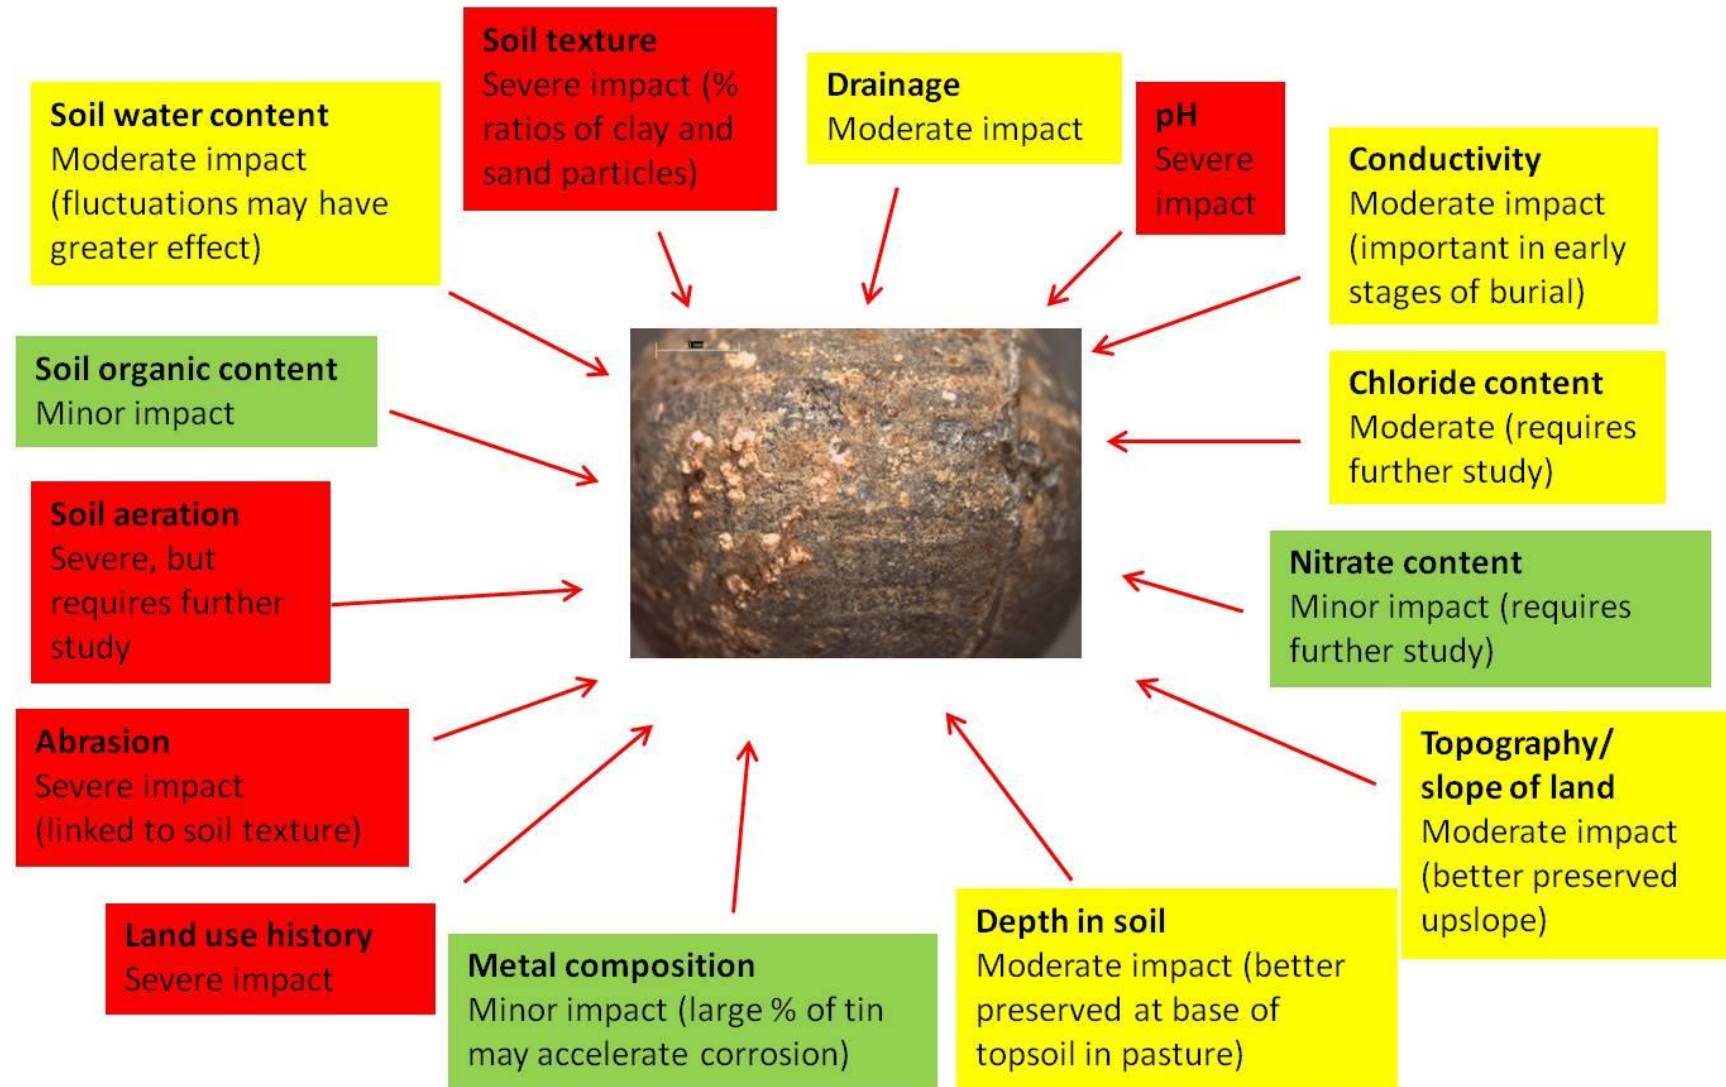 Soil texture
Severe impact (%
ratios of clay and
sand particles)
Drainage
Moderate impact
pH
Severe
impact
Soil water content
Moderate impact
(fluctuations may have
greater effect)
Conductivity
Moderate impact
(important in early
stages of burial)
Soil organic content
Minor impact
Chloride content
Moderate (requires
further study)
Soil aeration
Severe, but
requires further
study
Nitrate content
Minor impact (requires
further study)
Abrasion
Severe impact
(linked to soil texture)
Topography/
slope of land
Moderate impact
(better preserved
upslope)
Land use history
Severe impact
Metal composition
Minor impact (large % of tin
may accelerate corrosion)
Depth in soil
Moderate impact (better
preserved at base of
topsoil in pasture)